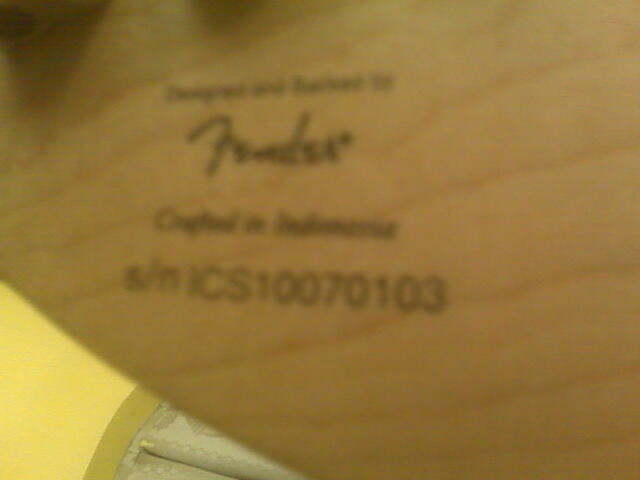 Designed and Backed by
Fender
Crafted in Indonesia
s/n ICS10070103